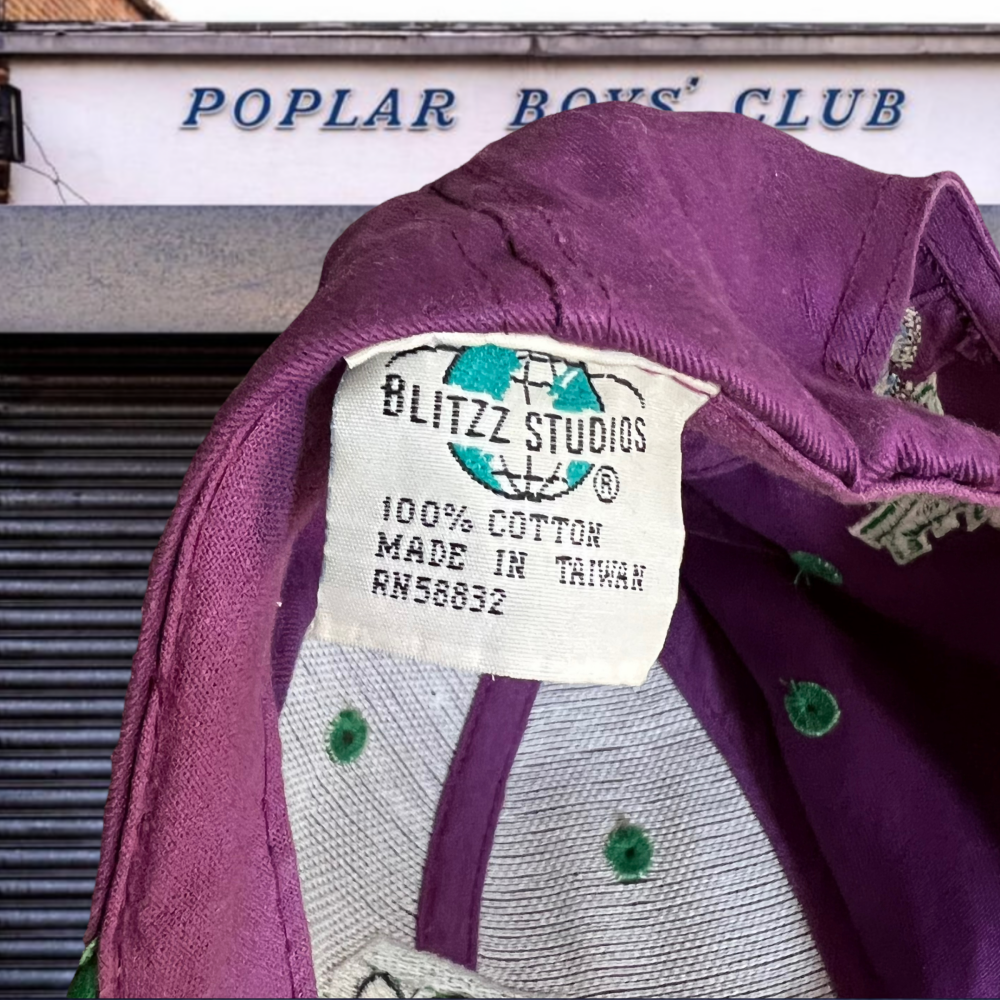 POPLAR BOYS' CLUB
BLITZZ STUDIOS
®
100% COTTON
MADE IN TAIWAN
RN58832